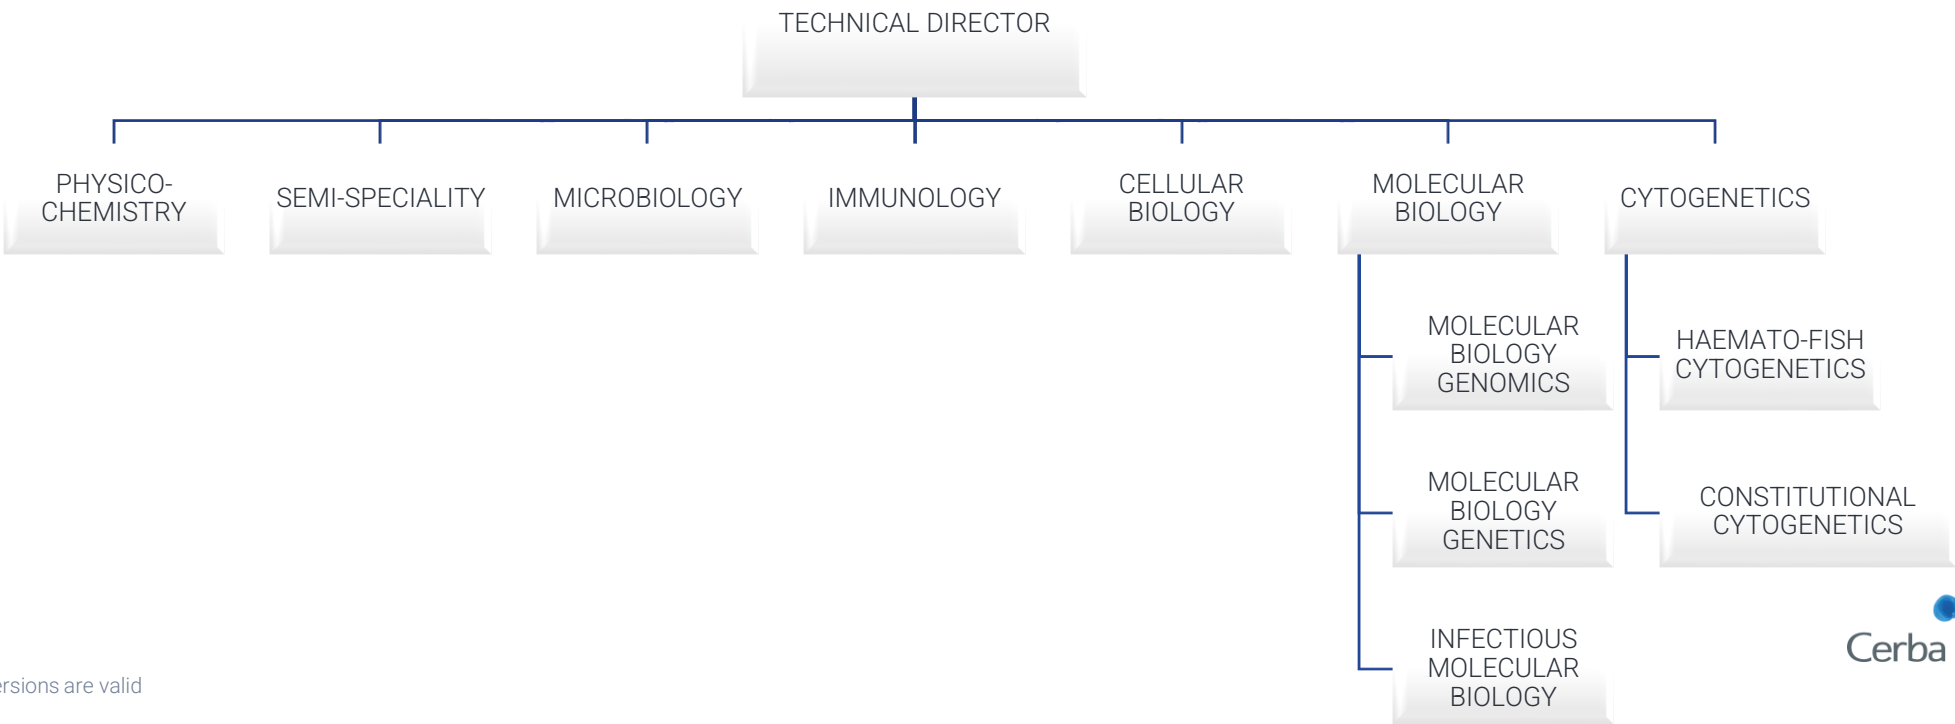 TECHNICAL DIRECTOR
PHYSICO-
CHEMISTRY
SEMI-SPECIALITY
MICROBIOLOGY
IMMUNOLOGY
CELLULAR
BIOLOGY
MOLECULAR
BIOLOGY
CYTOGENETICS
MOLECULAR
BIOLOGY
GENOMICS
HAEMATO-FISH
CYTOGENETICS
MOLECULAR
BIOLOGY
GENETICS
CONSTITUTIONAL
CYTOGENETICS
INFECTIOUS
MOLECULAR
BIOLOGY
Cerba
ersions are valid